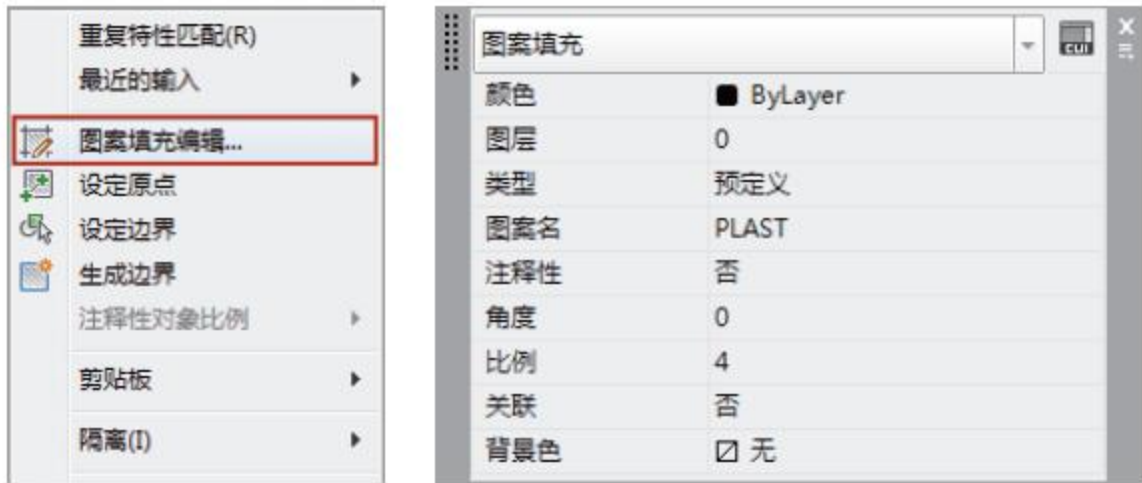 重复特性匹配(R)
最近的输入
图案填充编辑...
设定原点
设定边界
生成边界
注释性对象比例
剪贴板
隔离(I)
图案填充
CUI
颜色 ByLayer
图层 0
类型 预定义
图案名 PLAST
注释性 否
角度 0
比例 4
关联 否
背景色 无